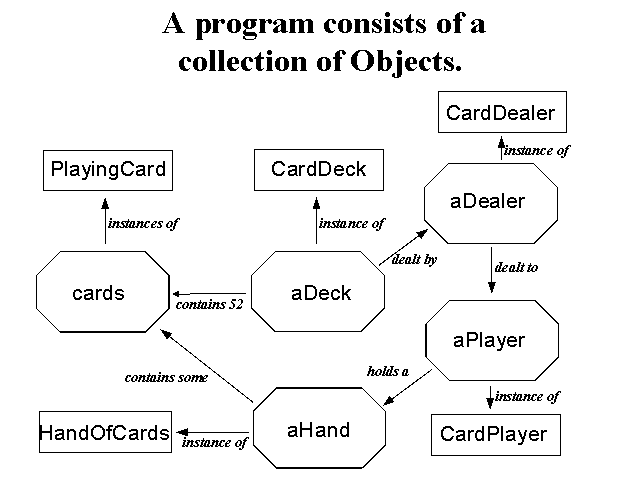 A program consists of a
collection of Objects.
CardDealer
instance of
PlayingCard
CardDeck
aDealer
instances of
instance of
dealt by
dealt to
cards
contains 52
aDeck
aPlayer
contains some
holds a
instance of
HandOfCards
instance of
aHand
CardPlayer